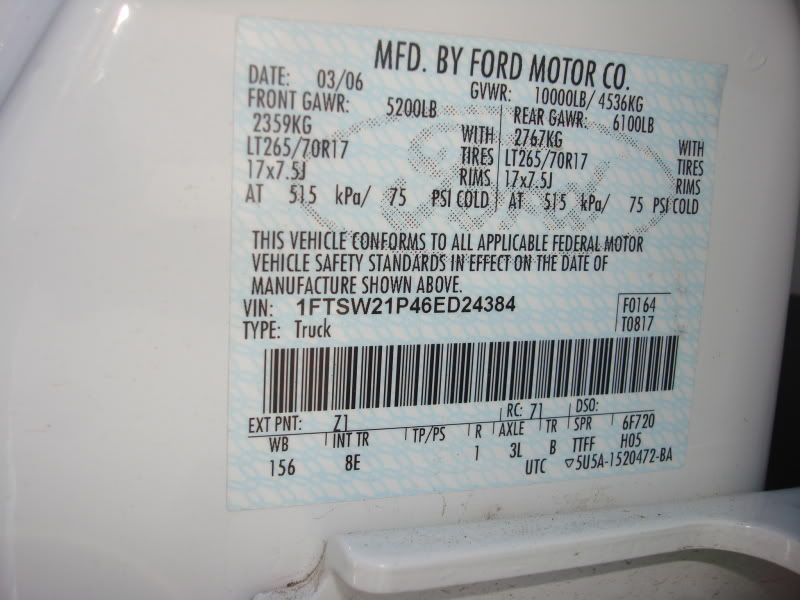 MFD. BY FORD MOTOR CO.
DATE: 03/06 GVWR: 10000LB/ 4536KG
FRONT GAWR: 5200LB REAR GAWR: 6100LB
2359KG WITH 2767KG WITH
LT265/70R17 TIRES LT265/70R17 TIRES
17x7.5J RIMS 17x7.5J RIMS
AT 515 kPa/ 75 PSI COLD AT 515 kPa/ 75 PSI COLD
THIS VEHICLE CONFORMS TO ALL APPLICABLE FEDERAL MOTOR
VEHICLE SAFETY STANDARDS IN EFFECT ON THE DATE OF
MANUFACTURE SHOWN ABOVE.
VIN: 1FTSW21P46ED24384 F0164
TYPE: Truck T0817
EXT PNT: Z1 RC: 71 DSO:
WB INT TR TP/PS R AXLE TR SPR 6F720
156 8E 1 3L B TTFF H05
UTC ▽5U5A-1520472-BA